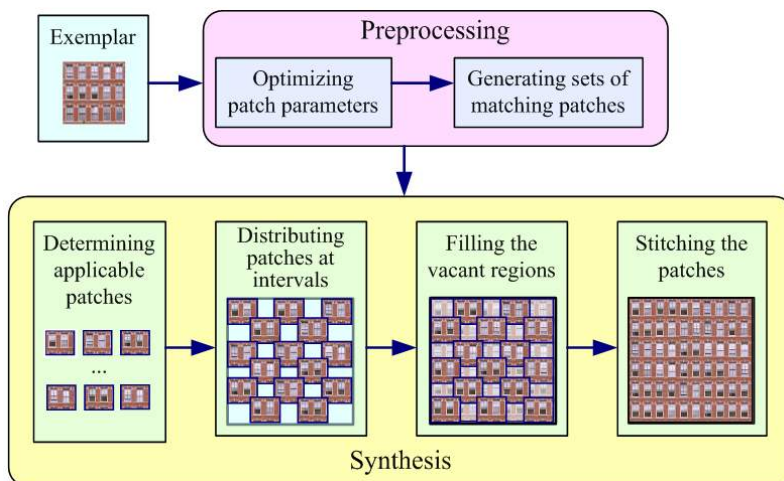 Exemplar
Preprocessing
Optimizing
patch parameters
Generating sets of
matching patches
Determining
applicable
patches
...
Distributing
patches at
intervals
Filling the
vacant regions
Stitching the
patches
Synthesis